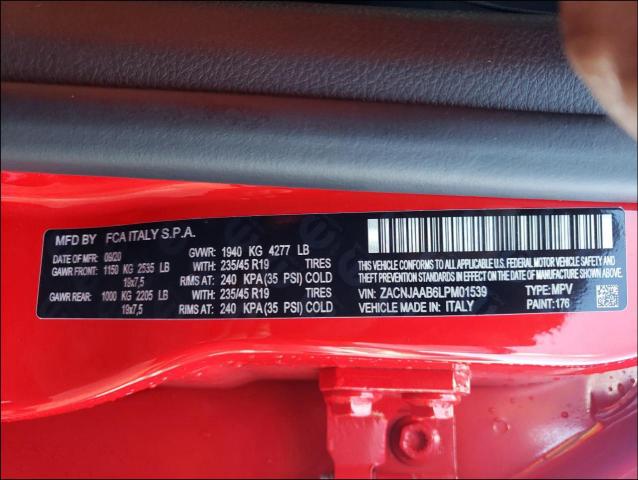 MFD BY FCA ITALY S.P.A.
DATE OF MFR: 09/20 GVWR: 1940 KG 4277 LB
GAWR FRONT: 1150 KG 2535 LB WITH 235/45 R19 TIRES
19x7,5 RIMS AT: 240 KPA(35 PSI) COLD
GAWR REAR: 1000 KG 2205 LB WITH 235/45 R19 TIRES
19x7,5 RIMS AT: 240 KPA(35 PSI) COLD
THIS VEHICLE CONFORMS TO ALL APPLICABLE U.S. FEDERAL MOTOR VEHICLE SAFETY AND
THEFT PREVENTION STANDARDS IN EFFECT ON THE DATE OF MANUFACTURE SHOWN ABOVE.
VIN: ZACNJAAB6LPM01539 TYPE: MPV
VEHICLE MADE IN: ITALY PAINT: 176